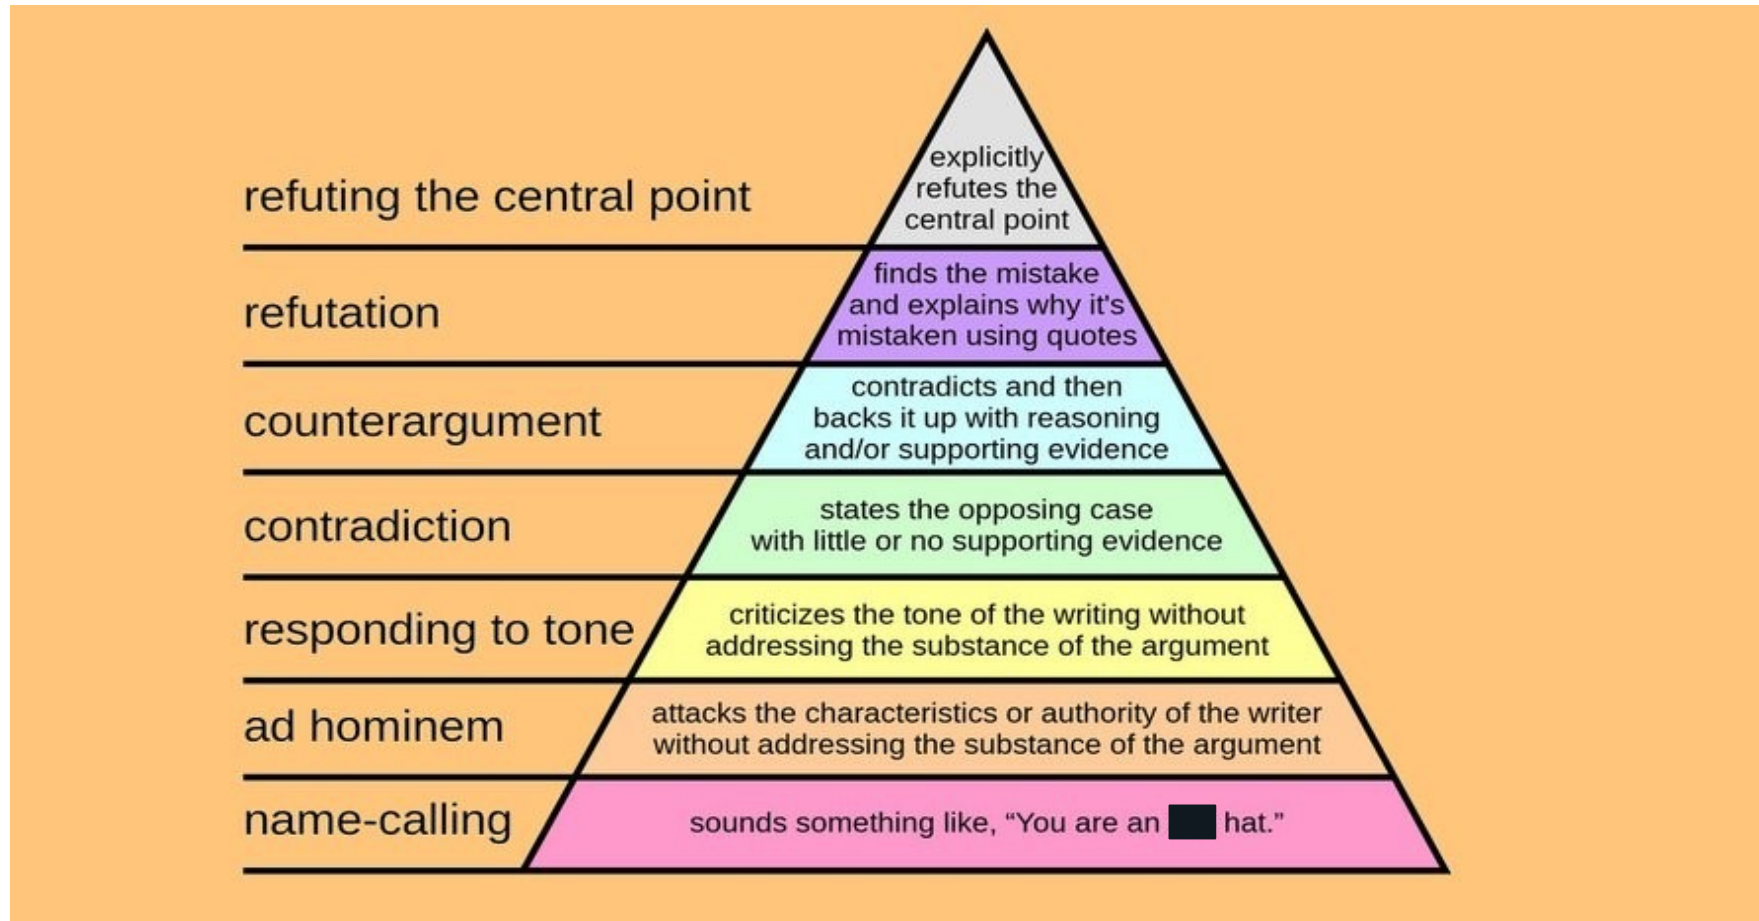 refuting the central point
explicitly
refutes the
central point
refutation
finds the mistake
and explains why it's
mistaken using quotes
counterargument
contradicts and then
backs it up with reasoning
and/or supporting evidence
contradiction
states the opposing case
with little or no supporting evidence
responding to tone
criticizes the tone of the writing without
addressing the substance of the argument
ad hominem
attacks the characteristics or authority of the writer
without addressing the substance of the argument
name-calling
sounds something like, “You are an hat.”